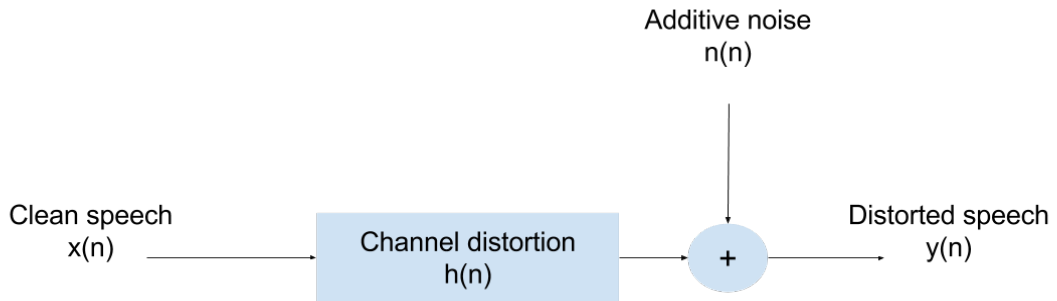 Additive noise
n(n)
Clean speech
x(n)
Channel distortion
h(n)
+
Distorted speech
y(n)